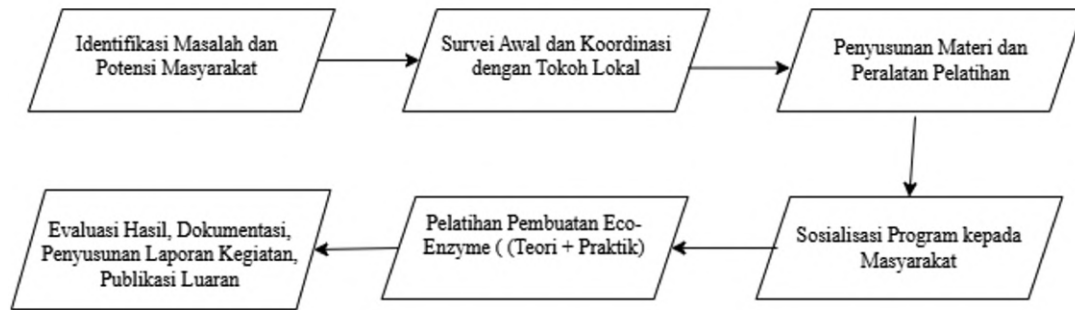 Identifikasi Masalah dan
Potensi Masyarakat
Survei Awal dan Koordinasi
dengan Tokoh Lokal
Penyusunan Materi dan
Peralatan Pelatihan
Sosialisasi Program kepada
Masyarakat
Pelatihan Pembuatan Eco-
Enzyme ( (Teori + Praktik)
Evaluasi Hasil, Dokumentasi,
Penyusunan Laporan Kegiatan,
Publikasi Luaran